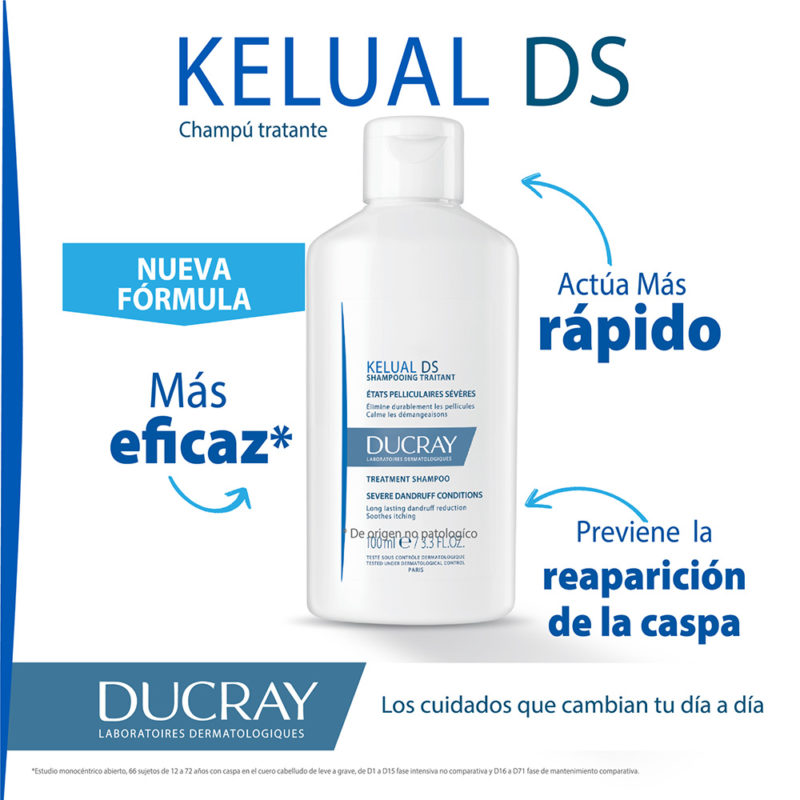 KELUAL DS
Champú tratante
NUEVA
FÓRMULA
Actúa Más
rápido
Más
eficaz*
KELUAL DS
SHAMPOOING TRAITANT
ÉTATS PELLICULAIRES SÉVÈRES
Élimine durablement les pellicules
Calme les démangeaisons
DUCRAY
LABORATOIRES DERMATOLOGIQUES
TREATMENT SHAMPOO
SEVERE DANDRUFF CONDITIONS
Long lasting dandruff reduction
Soothes itching
* De origen no patologíco
100ml e / 3.3 FL.OZ.
TESTÉ SOUS CONTRÔLE DERMATOLOGIQUE
TESTED UNDER DERMATOLOGICAL CONTROL
PARIS
Previene la
reaparición
de la caspa
DUCRAY
LABORATOIRES DERMATOLOGIQUES
Los cuidados que cambian tu día a día
*Estudio monocéntrico abierto, 66 sujetos de 12 a 72 años con caspa en el cuero cabelludo de leve a grave, de D1 a D15 fase intensiva no comparativa y D16 a D71 fase de mantenimiento comparativa.